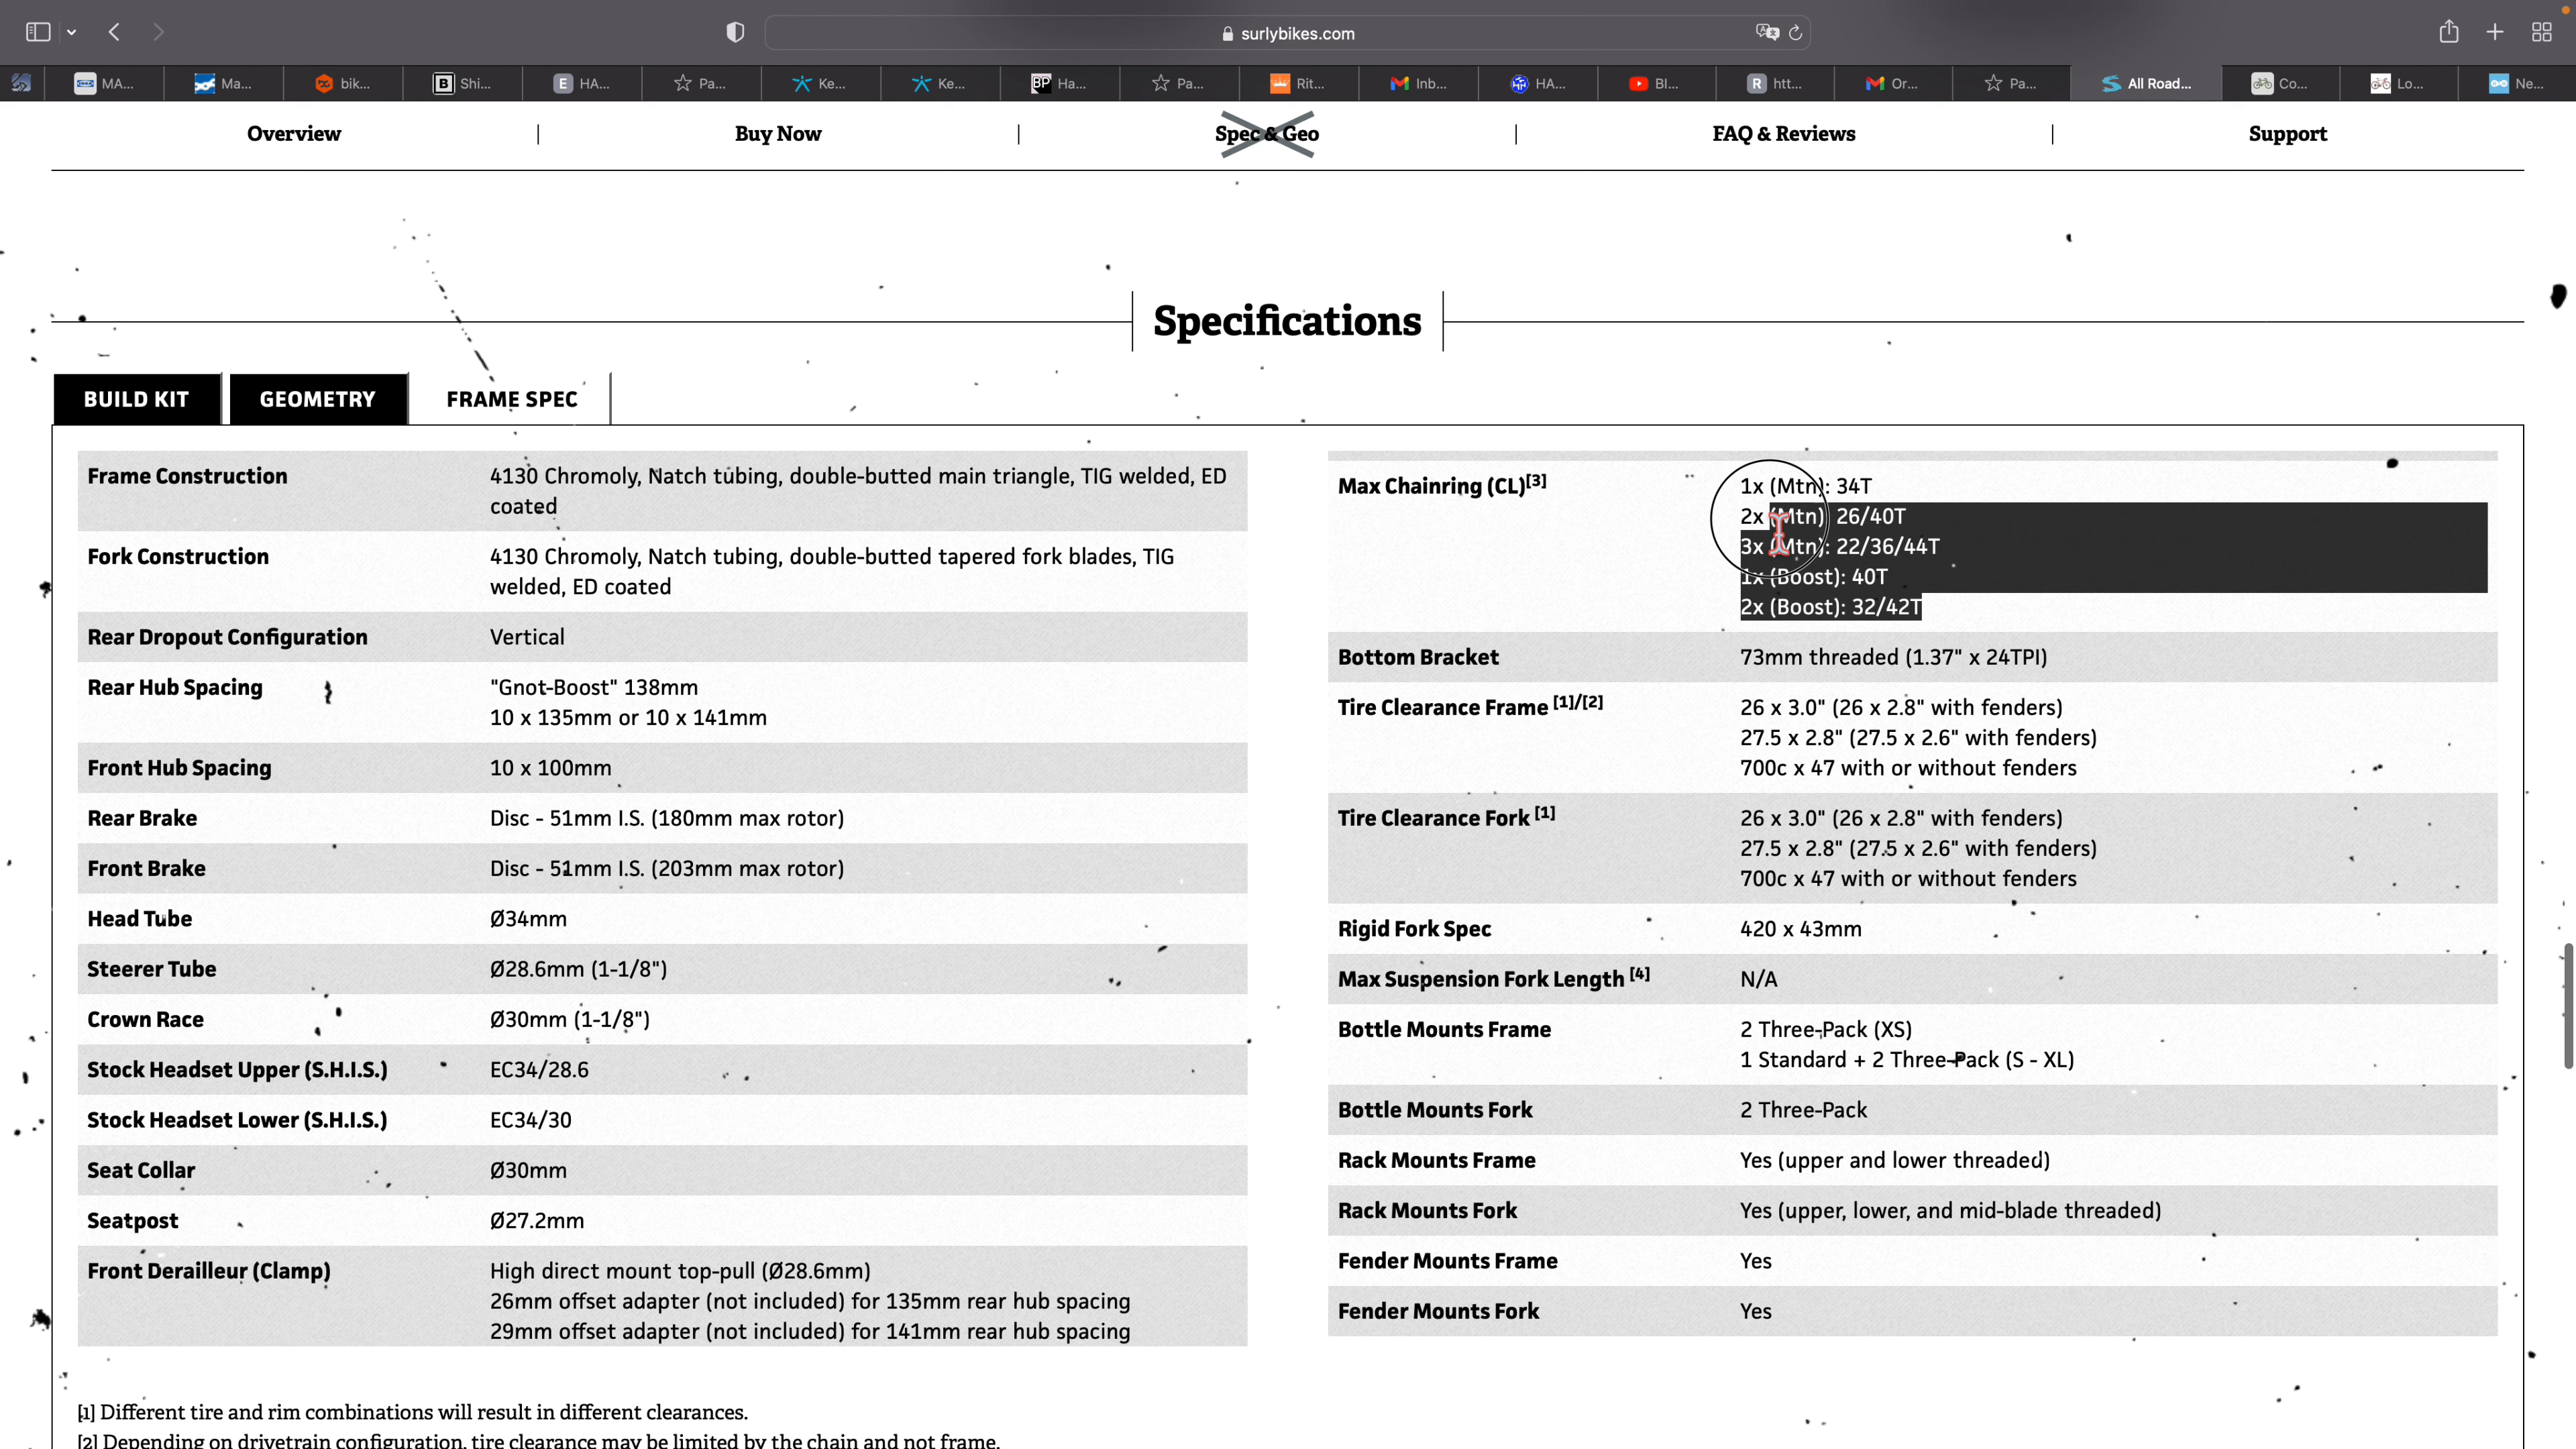 surlybikes.com
MA...
Ma...
bik...
Shi...
HA...
Pa...
Ke...
Ke...
Ha...
Pa...
Rit...
Inb...
HA...
Bl...
htt...
Or...
Pa...
All Road...
Co...
Lo...
Ne...
Overview
Buy Now
Spec & Geo
FAQ & Reviews
Support
Specifications
BUILD KIT
GEOMETRY
FRAME SPEC
Frame Construction
4130 Chromoly, Natch tubing, double-butted main triangle, TIG welded, ED
coated
Fork Construction
4130 Chromoly, Natch tubing, double-butted tapered fork blades, TIG
welded, ED coated
Rear Dropout Configuration
Vertical
Rear Hub Spacing
"Gnot-Boost" 138mm
10 x 135mm or 10 x 141mm
Front Hub Spacing
10 x 100mm
Rear Brake
Disc - 51mm I.S. (180mm max rotor)
Front Brake
Disc - 51mm I.S. (203mm max rotor)
Head Tube
Ø34mm
Steerer Tube
Ø28.6mm (1-1/8")
Crown Race
Ø30mm (1-1/8")
Stock Headset Upper (S.H.I.S.)
EC34/28.6
Stock Headset Lower (S.H.I.S.)
EC34/30
Seat Collar
Ø30mm
Seatpost
Ø27.2mm
Front Derailleur (Clamp)
High direct mount top-pull (Ø28.6mm)
26mm offset adapter (not included) for 135mm rear hub spacing
29mm offset adapter (not included) for 141mm rear hub spacing
Max Chainring (CL)[3]
1x (Mtn): 34T
2x (Mtn): 26/40T
3x (Mtn): 22/36/44T
1x (Boost): 40T
2x (Boost): 32/42T
Bottom Bracket
73mm threaded (1.37" x 24TPI)
Tire Clearance Frame [1]/[2]
26 x 3.0" (26 x 2.8" with fenders)
27.5 x 2.8" (27.5 x 2.6" with fenders)
700c x 47 with or without fenders
Tire Clearance Fork [1]
26 x 3.0" (26 x 2.8" with fenders)
27.5 x 2.8" (27.5 x 2.6" with fenders)
700c x 47 with or without fenders
Rigid Fork Spec
420 x 43mm
Max Suspension Fork Length [4]
N/A
Bottle Mounts Frame
2 Three-Pack (XS)
1 Standard + 2 Three-Pack (S - XL)
Bottle Mounts Fork
2 Three-Pack
Rack Mounts Frame
Yes (upper and lower threaded)
Rack Mounts Fork
Yes (upper, lower, and mid-blade threaded)
Fender Mounts Frame
Yes
Fender Mounts Fork
Yes
[1] Different tire and rim combinations will result in different clearances.
[2] Depending on drivetrain configuration, tire clearance may be limited by the chain and not frame.